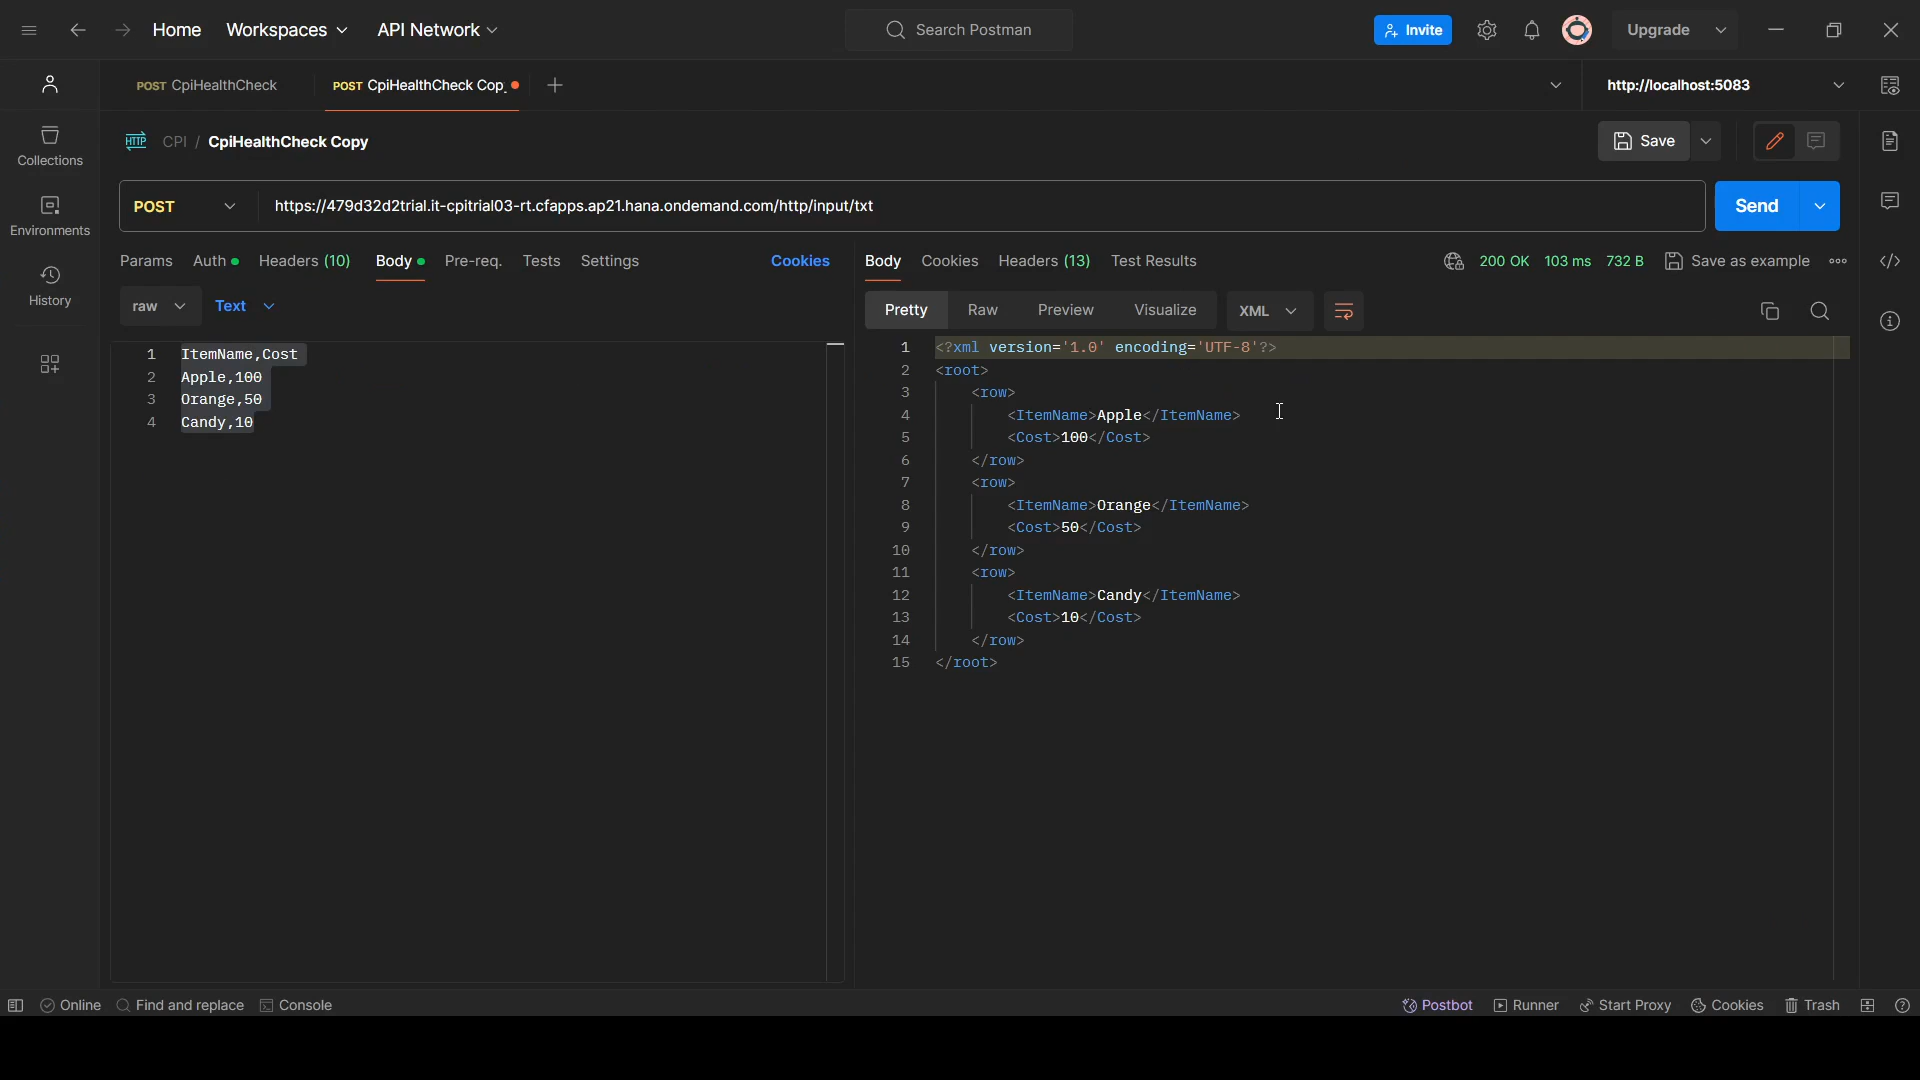 Home Workspaces API Network Search Postman Invite Upgrade
POST CpiHealthCheck POST CpiHealthCheck Cop http://localhost:5083
HTTP CPI / CpiHealthCheck Copy Save
Collections
POST https://479d32d2trial.it-cpitrial03-rt.cfapps.ap21.hana.ondemand.com/http/input/txt Send
Environments
Params Auth Headers (10) Body Pre-req. Tests Settings Cookies
Body Cookies Headers (13) Test Results 200 OK 103 ms 732 B Save as example
History
raw Text
Pretty Raw Preview Visualize XML
1 ItemName,Cost
2 Apple,100
3 Orange,50
4 Candy,10
1 <?xml version='1.0' encoding='UTF-8'?>
2 <root>
3 <row>
4 <ItemName>Apple</ItemName>
5 <Cost>100</Cost>
6 </row>
7 <row>
8 <ItemName>Orange</ItemName>
9 <Cost>50</Cost>
10 </row>
11 <row>
12 <ItemName>Candy</ItemName>
13 <Cost>10</Cost>
14 </row>
15 </root>
Online Find and replace Console Postbot Runner Start Proxy Cookies Trash